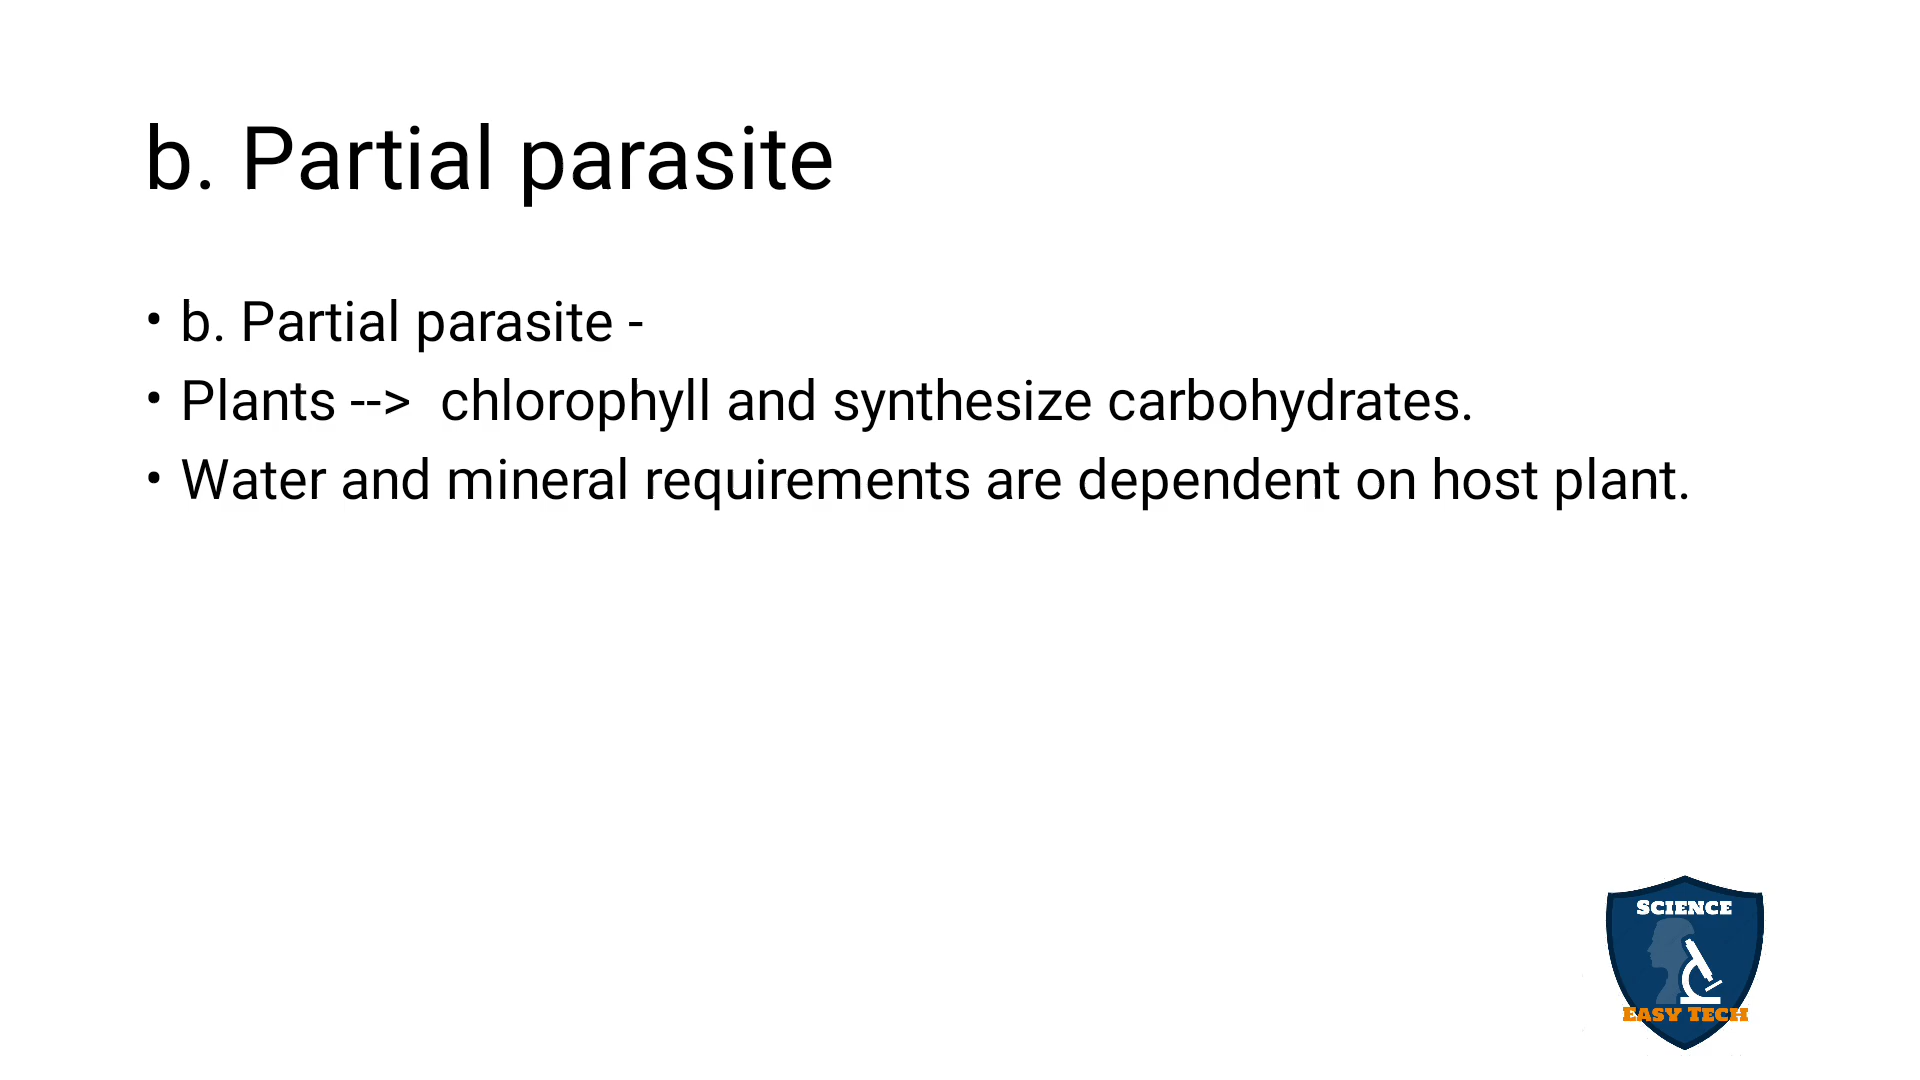 b. Partial parasite
• b. Partial parasite -
• Plants -->  chlorophyll and synthesize carbohydrates.
• Water and mineral requirements are dependent on host plant.
SCIENCE
EASY TECH